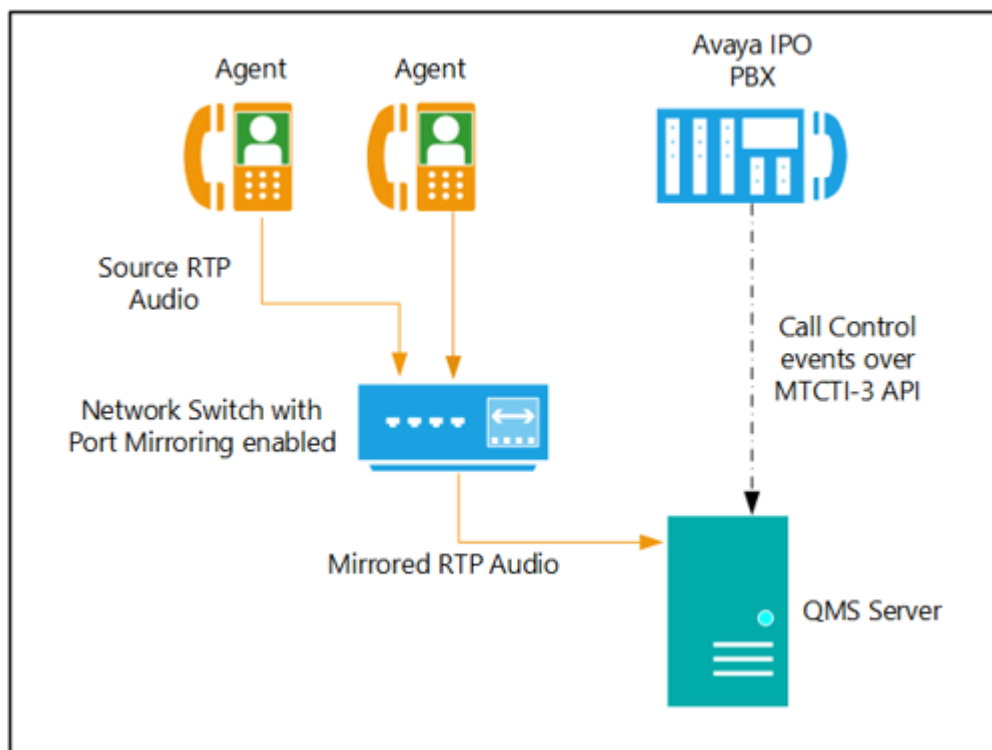 Agent
Agent
Avaya IPO
PBX
Source RTP
Audio
Call Control
events over
MTCTI-3 API
Network Switch with
Port Mirroring enabled
Mirrored RTP Audio
QMS Server